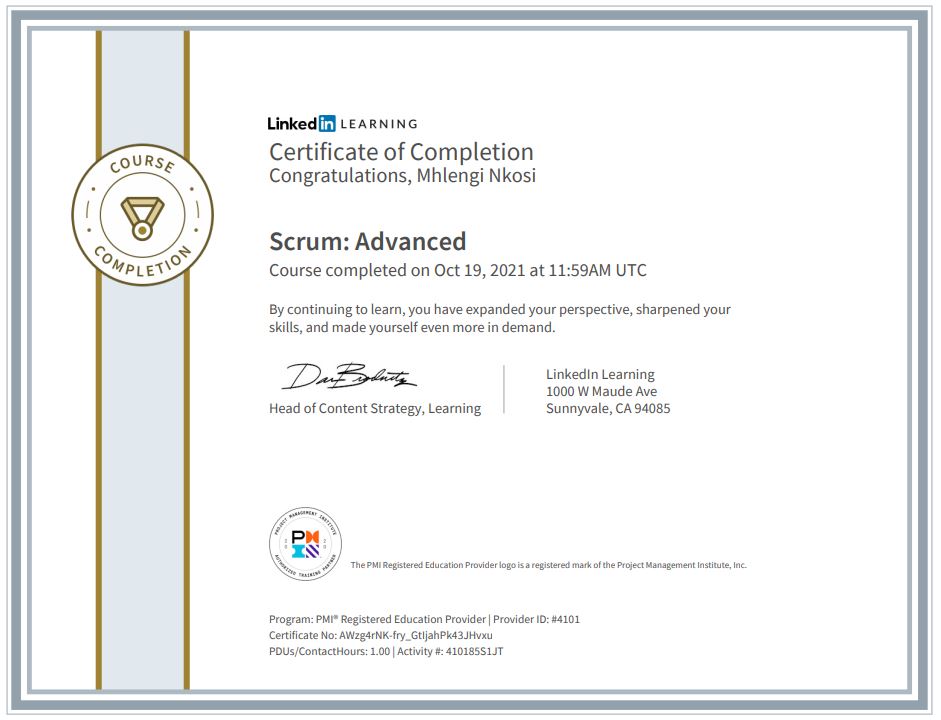 COURSE
COMPLETION
Linked in LEARNING
Certificate of Completion
Congratulations, Mhlengi Nkosi
Scrum: Advanced
Course completed on Oct 19, 2021 at 11:59AM UTC
By continuing to learn, you have expanded your perspective, sharpened your
skills, and made yourself even more in demand.
Head of Content Strategy, Learning
LinkedIn Learning
1000 W Maude Ave
Sunnyvale, CA 94085
PROJECT MANAGEMENT INSTITUTE
PM
2020
AUTHORIZED TRAINING PARTNER
The PMI Registered Education Provider logo is a registered mark of the Project Management Institute, Inc.
Program: PMI® Registered Education Provider | Provider ID: #4101
Certificate No: AWzg4rNK-fry_GtIjahPk43JHvxu
PDUs/ContactHours: 1.00 | Activity #: 410185S1JT